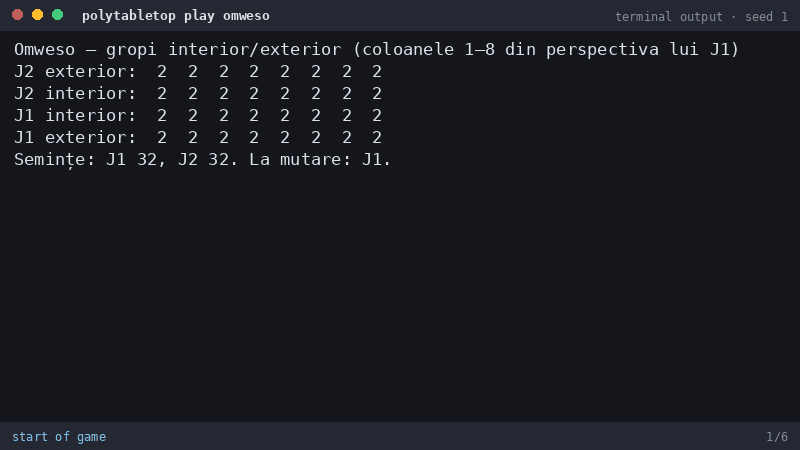 polytabletop play omweso
terminal output · seed 1
Omweso — gropi interior/exterior (coloanele 1–8 din perspectiva lui J1)
J2 exterior: 2 2 2 2 2 2 2 2
J2 interior: 2 2 2 2 2 2 2 2
J1 interior: 2 2 2 2 2 2 2 2
J1 exterior: 2 2 2 2 2 2 2 2
Semințe: J1 32, J2 32. La mutare: J1.
start of game
1/6